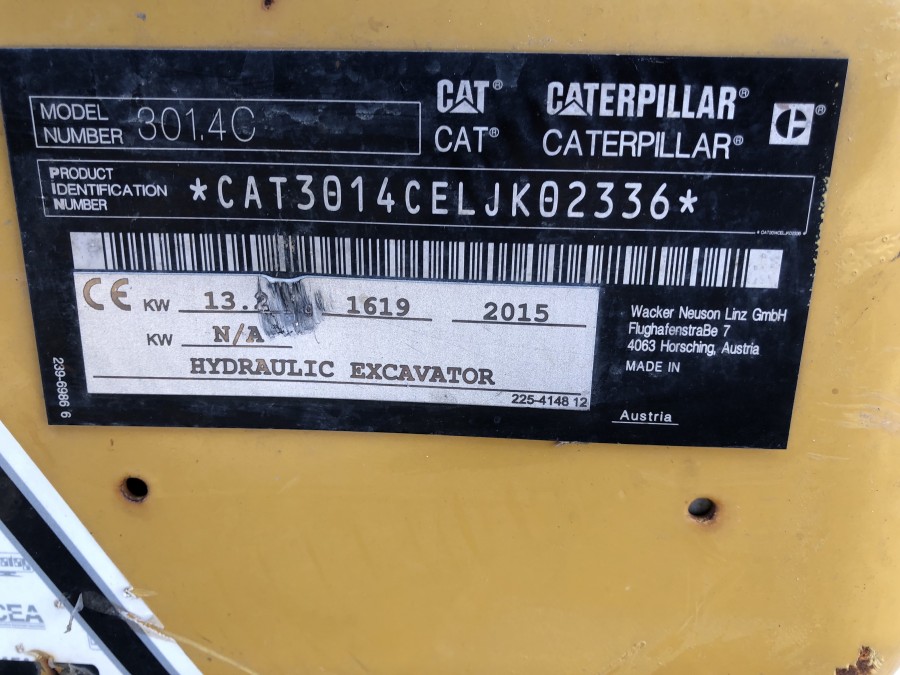 MODEL NUMBER 301.4C
CAT® CATERPILLAR®
CAT® CATERPILLAR®
PRODUCT IDENTIFICATION NUMBER *CAT3014CELJK02336*
CE KW 13.2 1619 2015
KW N/A
HYDRAULIC EXCAVATOR
225-4148 12
239-6986 6
Wacker Neuson Linz GmbH
Flughafenstraße 7
4063 Horsching, Austria
MADE IN
Austria
CEA